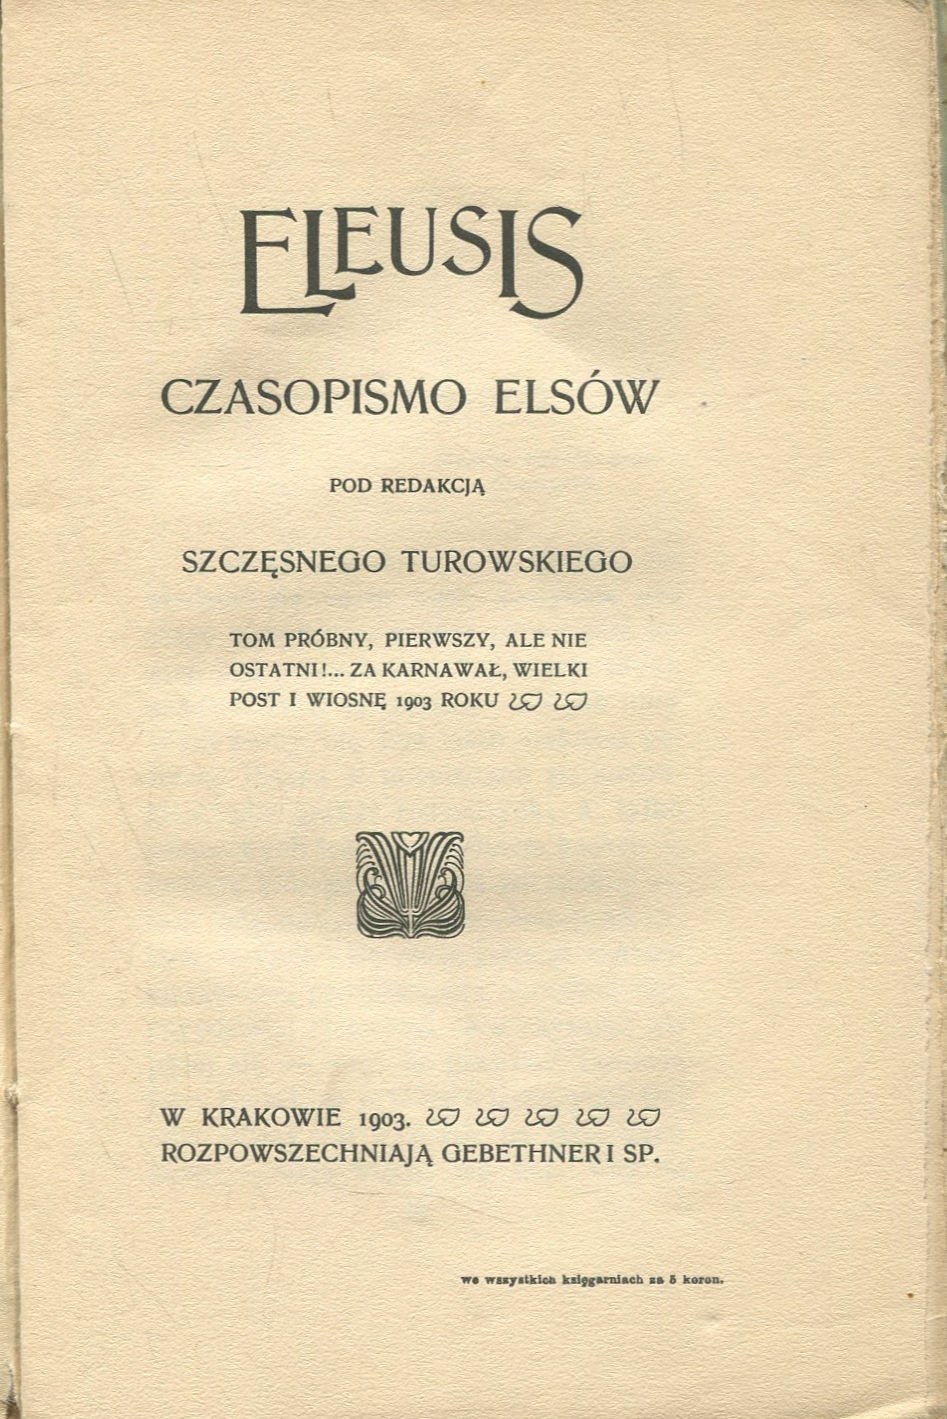 ELEUSIS
CZASOPISMO ELSÓW
POD REDAKCJĄ
SZCZĘSNEGO TUROWSKIEGO
TOM PRÓBNY, PIERWSZY, ALE NIE
OSTATNI!... ZA KARNAWAŁ, WIELKI
POST I WIOSNĘ 1903 ROKU
W KRAKOWIE 1903.
ROZPOWSZECHNIAJĄ GEBETHNER I SP.
we wszystkich księgarniach za 5 koron.